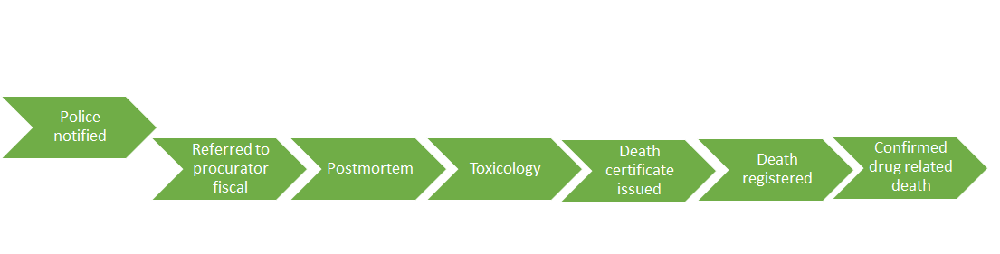 Police
notified
Referred to
procurator
fiscal
Postmortem
Toxicology
Death
certificate
issued
Death
registered
Confirmed
drug related
death